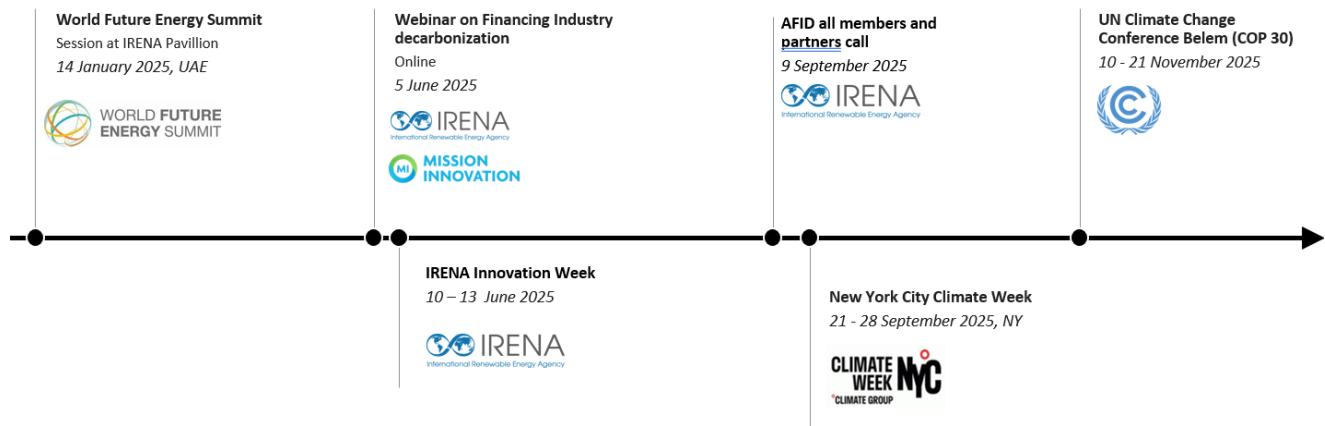 World Future Energy Summit
Session at IRENA Pavillion
14 January 2025, UAE
WORLD FUTURE
ENERGY SUMMIT
Webinar on Financing Industry
decarbonization
Online
5 June 2025
IRENA
International Renewable Energy Agency
MI
MISSION
INNOVATION
AFID all members and
partners call
9 September 2025
IRENA
International Renewable Energy Agency
UN Climate Change
Conference Belem (COP 30)
10 - 21 November 2025
IRENA Innovation Week
10 – 13 June 2025
IRENA
International Renewable Energy Agency
New York City Climate Week
21 - 28 September 2025, NY
CLIMATE
WEEK NYC
°CLIMATE GROUP